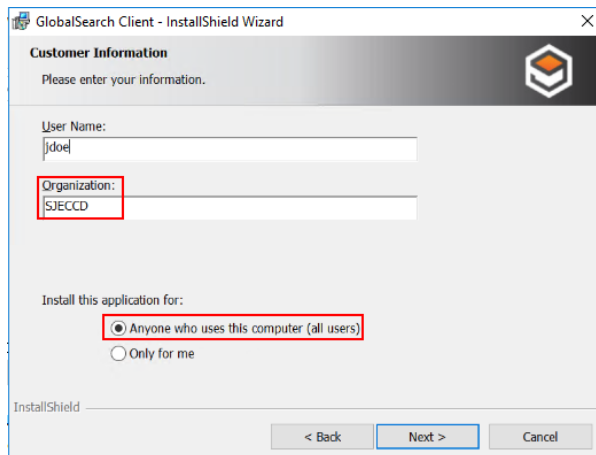 GlobalSearch Client - InstallShield Wizard
Customer Information
Please enter your information.
User Name:
jdoe
Organization:
SJECCD
Install this application for:
Anyone who uses this computer (all users)
Only for me
InstallShield
< Back Next > Cancel